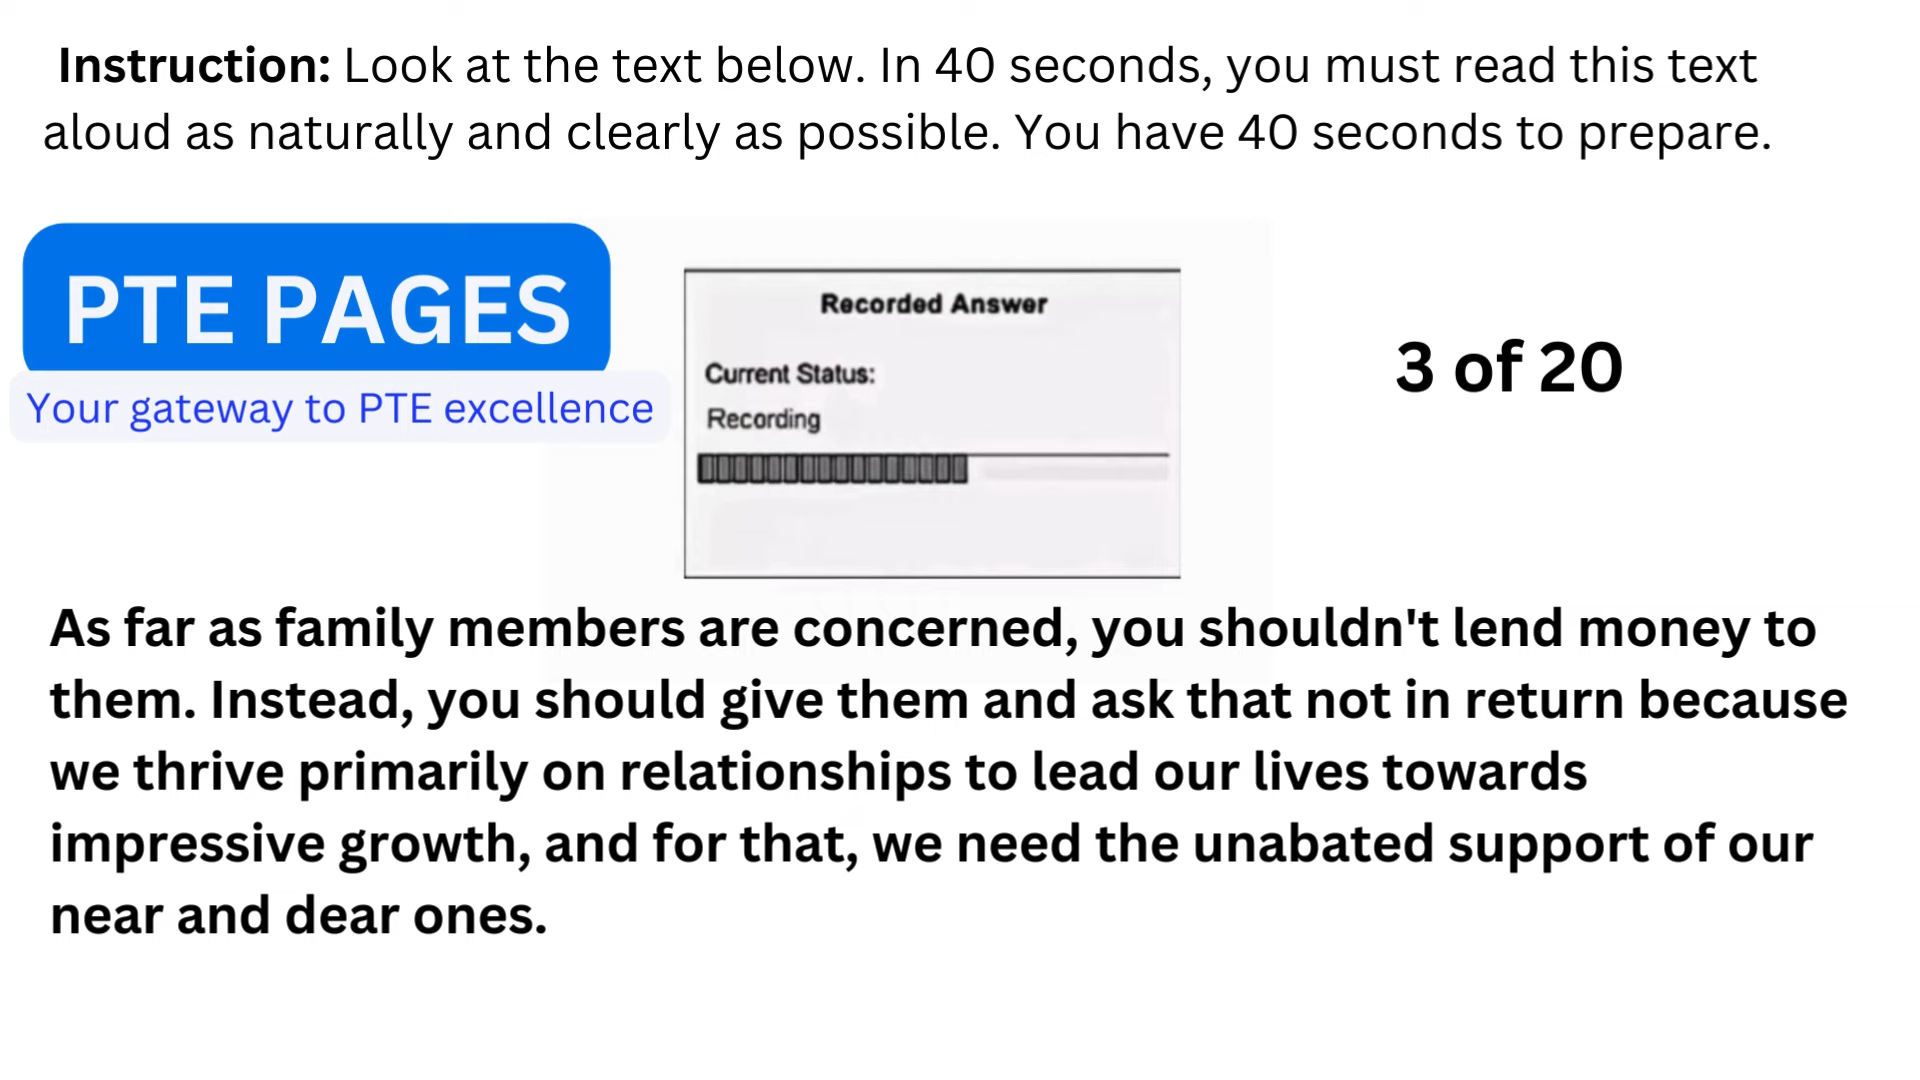 Instruction: Look at the text below. In 40 seconds, you must read this text
aloud as naturally and clearly as possible. You have 40 seconds to prepare.
PTE PAGES
Your gateway to PTE excellence
Recorded Answer
Current Status:
Recording
3 of 20
As far as family members are concerned, you shouldn't lend money to
them. Instead, you should give them and ask that not in return because
we thrive primarily on relationships to lead our lives towards
impressive growth, and for that, we need the unabated support of our
near and dear ones.